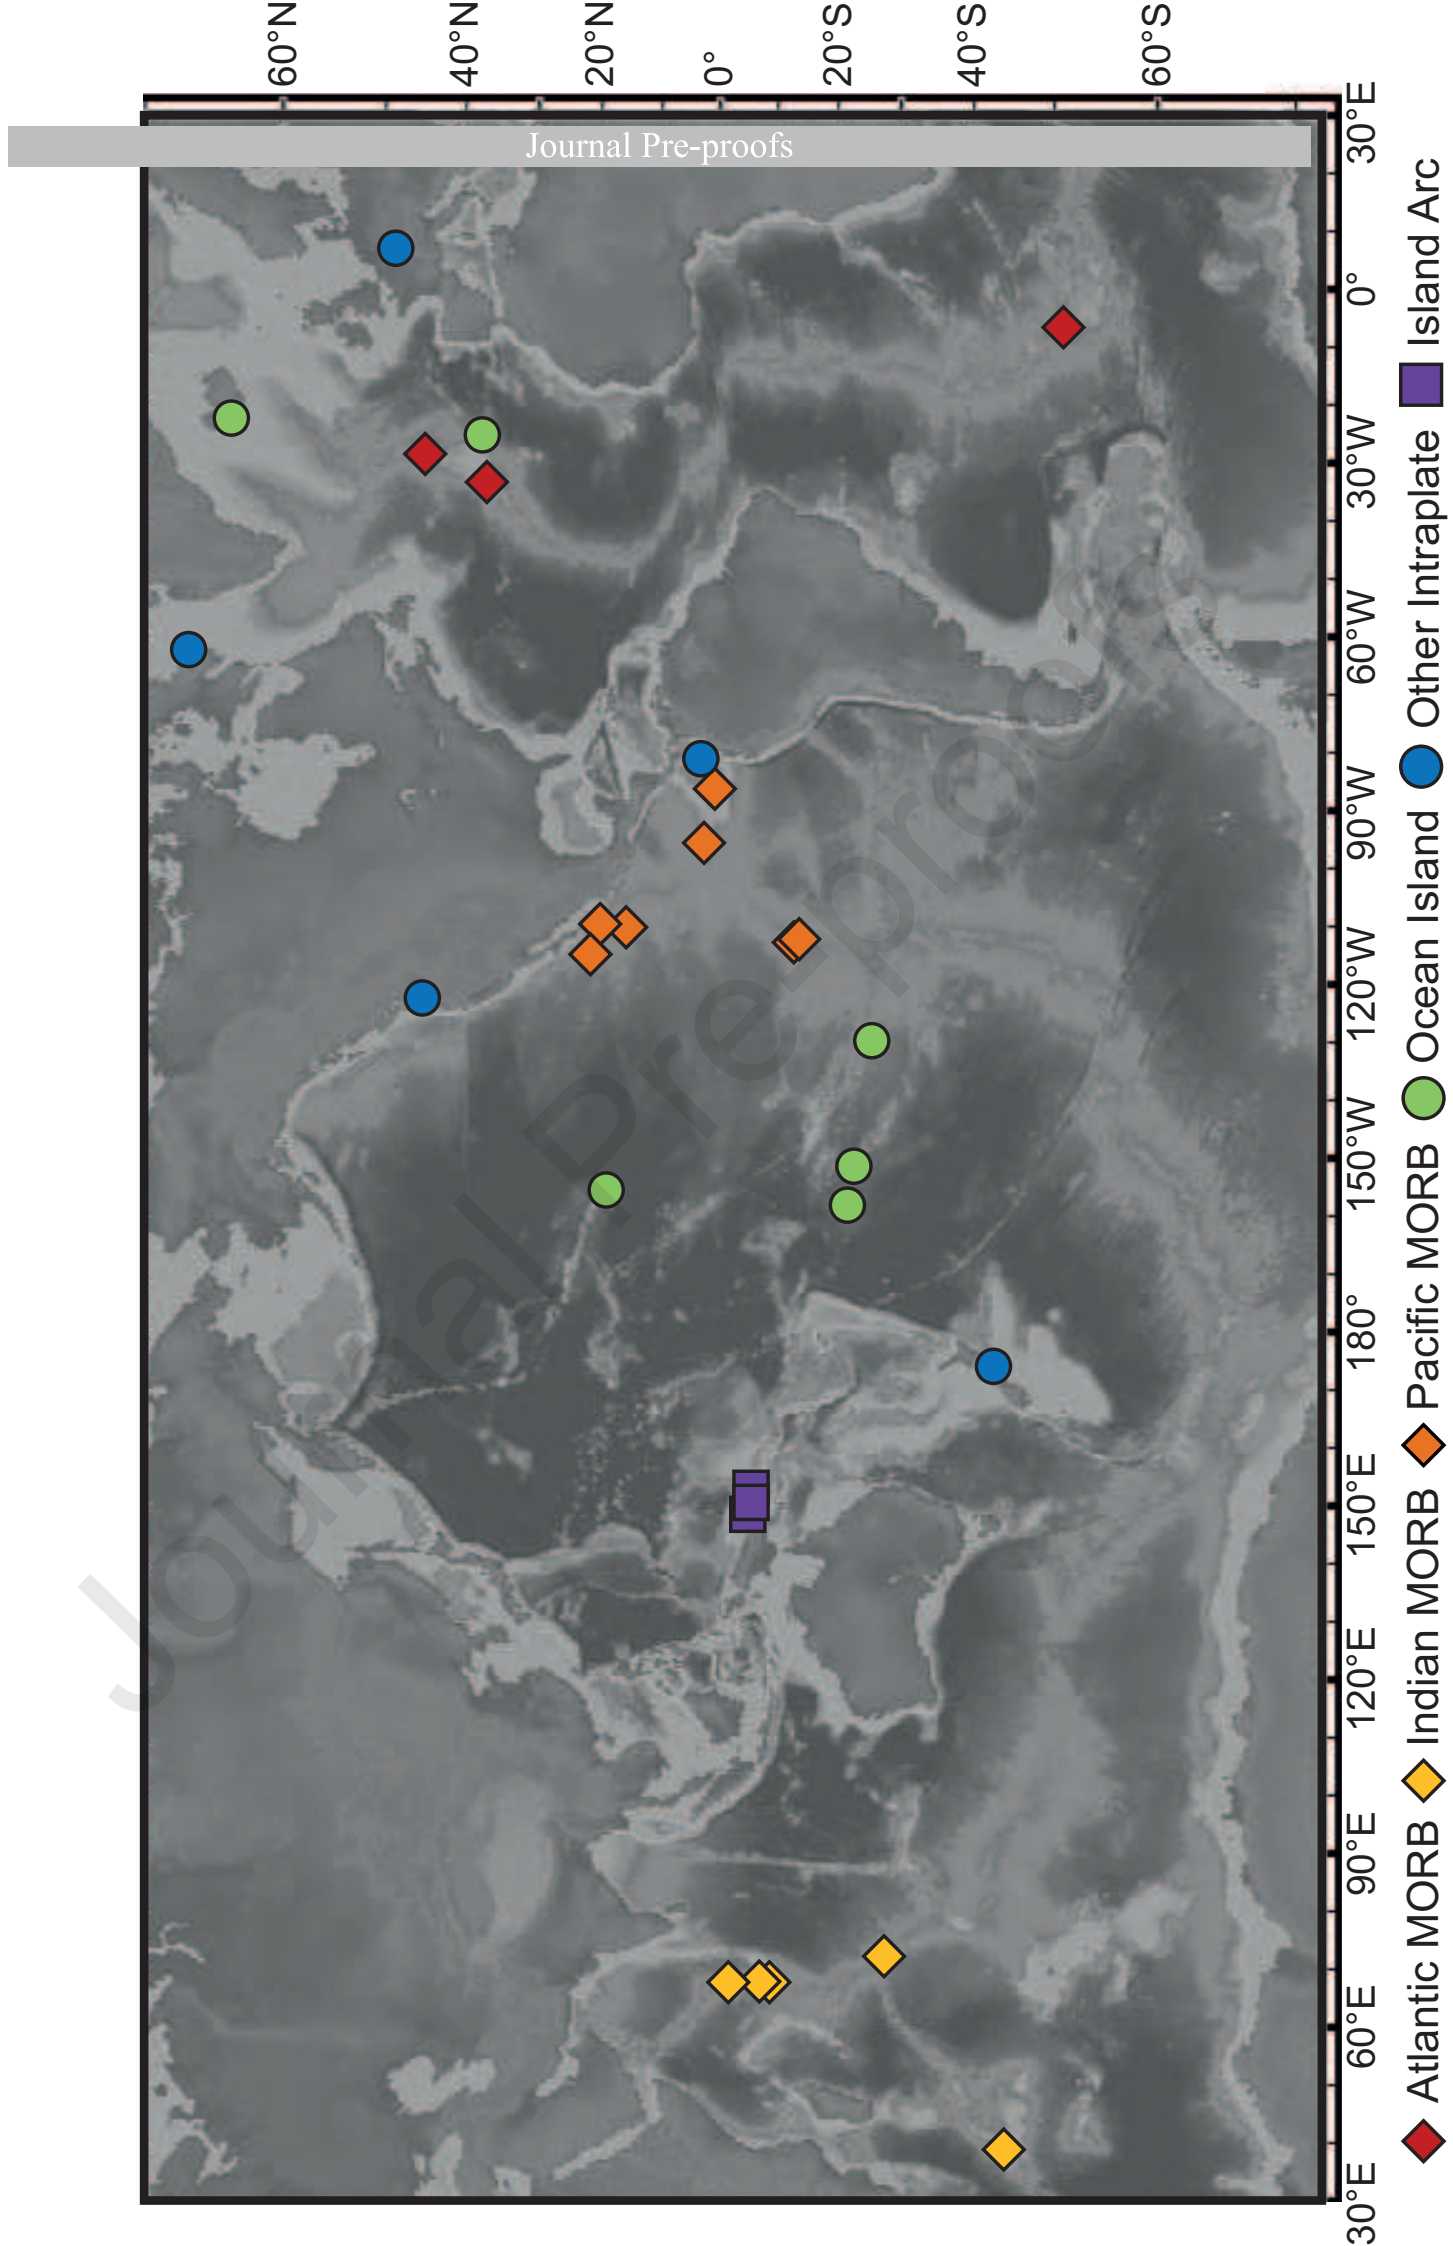 Journal Pre-proofs
60°N
40°N
20°N
0°
20°S
40°S
60°S
30°E
60°E
90°E
120°E
150°E
180°
150°W
120°W
90°W
60°W
30°W
0°
30°E
Atlantic MORB
Indian MORB
Pacific MORB
Ocean Island
Other Intraplate
Island Arc
Journal Pre-proofs